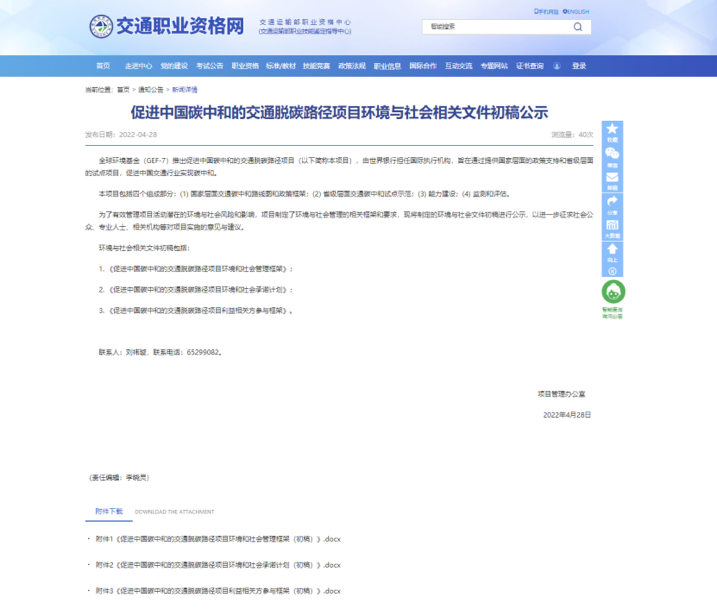 手机网站 ENGLISH
交通职业资格网
交通运输部职业资格中心
(交通运输部职业技能鉴定指导中心)
智能搜索
首页 走进中心 党的建设 考试公告 职业资格 标准/教材 技能竞赛 政策法规 职业信息 国际合作 互动交流 专题网站 证书查询 登录
当前位置：首页 > 通知公告 > 新闻详情
促进中国碳中和的交通脱碳路径项目环境与社会相关文件初稿公示
发布日期：2022-04-28 浏览量：40次
全球环境基金（GEF-7）推出促进中国碳中和的交通脱碳路径项目（以下简称本项目），由世界银行担任国际执行机构，旨在通过提供国家层面的政策支持和省级层面
的试点项目，促进中国交通行业实现碳中和。
本项目包括四个组成部分：(1) 国家层面交通碳中和路线图和政策框架；(2) 省级层面交通碳中和试点示范；(3) 能力建设；(4) 监测和评估。
为了有效管理项目活动潜在的环境与社会风险和影响，项目制定了环境与社会管理的相关框架和要求，现将制定的环境与社会文件初稿进行公示，以进一步征求社会公
众、专业人士、相关机构等对项目实施的意见与建议。
环境与社会相关文件初稿包括：
1.《促进中国碳中和的交通脱碳路径项目环境和社会管理框架》；
2.《促进中国碳中和的交通脱碳路径项目环境和社会承诺计划》；
3.《促进中国碳中和的交通脱碳路径项目利益相关方参与框架》。
联系人：刘祎璇，联系电话：65299082。
项目管理办公室
2022年4月28日
（责任编辑：李晓灵）
附件下载 DOWNLOAD THE ATTACHMENT
· 附件1《促进中国碳中和的交通脱碳路径项目环境和社会管理框架（初稿）》.docx
· 附件2《促进中国碳中和的交通脱碳路径项目环境和社会承诺计划（初稿）》.docx
· 附件3《促进中国碳中和的交通脱碳路径项目利益相关方参与框架（初稿）》.docx
收藏
微信
邮箱
分享
大数据
向上
智能客服